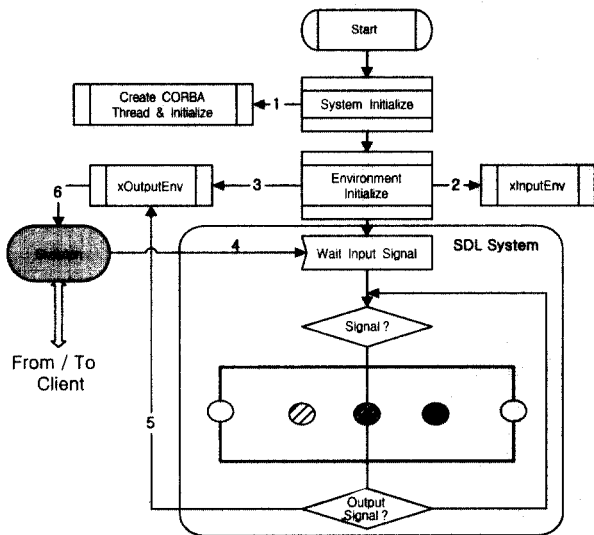 Start
Create CORBA
Thread & Initialize
1
System Initialize
6
xOutputEnv
3
Environment
Initialize
2
xInputEnv
4
Wait Input Signal
SDL System
Signal ?
From / To
Client
5
Output
Signal ?